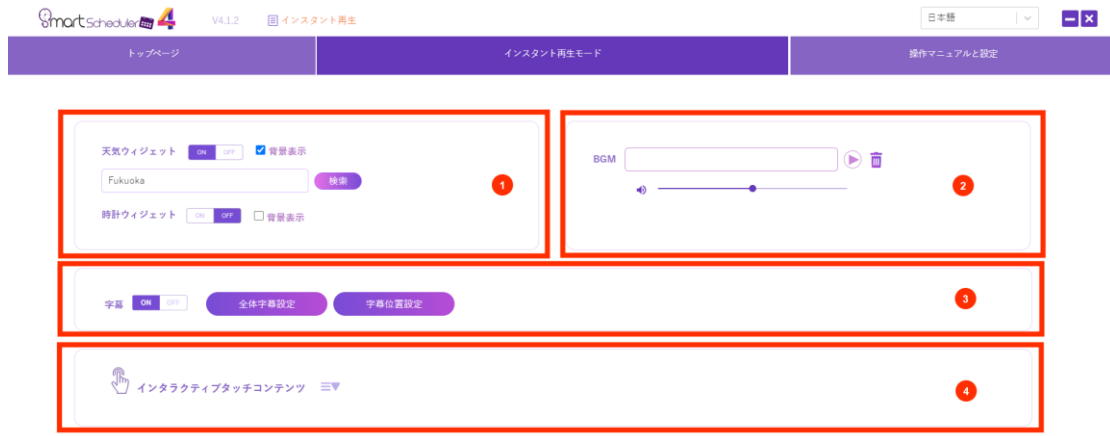 Smart Scheduler 4 V4.1.2 インスタント再生 日本語
トップページ インスタント再生モード 操作マニュアルと設定
天気ウィジェット ON OFF 背景表示
Fukuoka 検索
時計ウィジェット ON OFF 背景表示
1
BGM
2
字幕 ON OFF 全体字幕設定 字幕位置設定
3
インタラクティブタッチコンテンツ
4